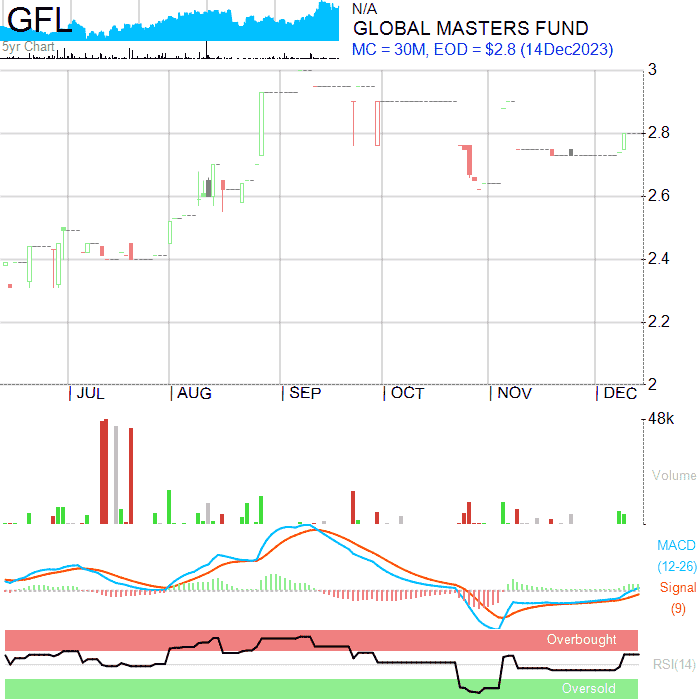 GFL
5yr Chart
N/A
GLOBAL MASTERS FUND
MC = 30M, EOD = $2.8 (14Dec2023)
3
2.8
2.6
2.4
2.2
2
JUL AUG SEP OCT NOV DEC
48k
Volume
MACD
(12-26)
Signal
(9)
Overbought
RSI(14)
Oversold